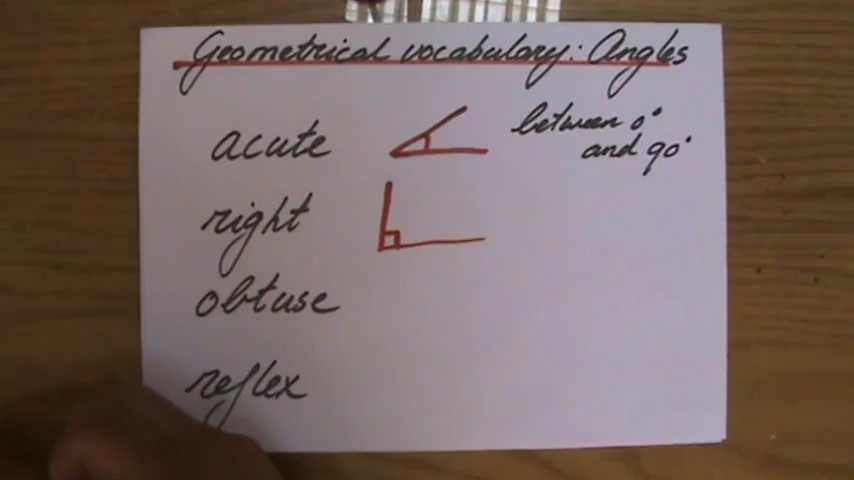 Geometrical vocabulary: Angles
acute
between 0°
and 90°
right
obtuse
reflex